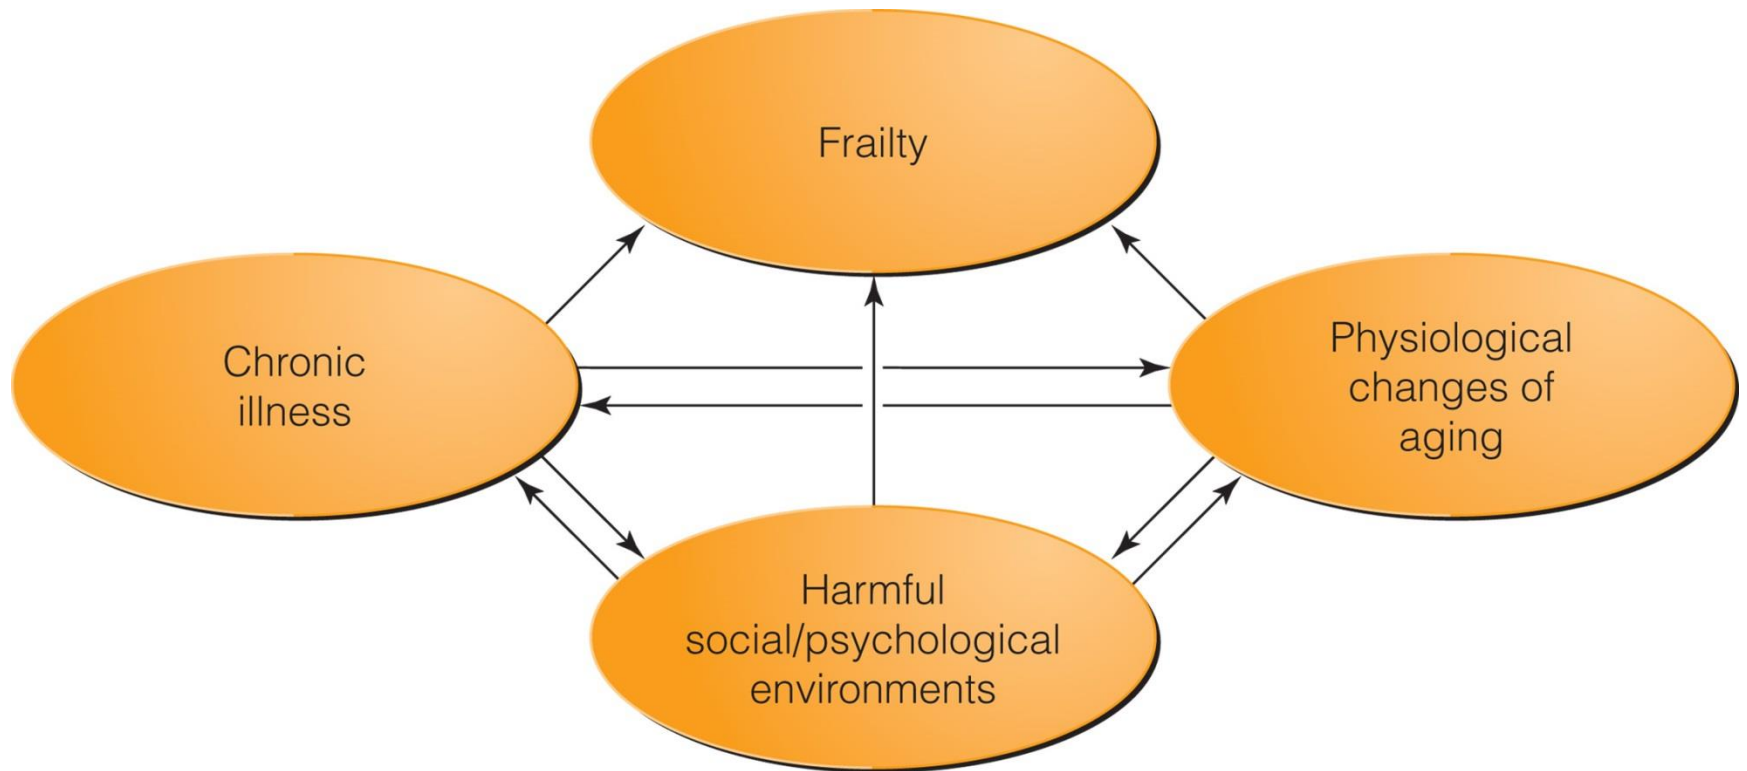 Frailty
Chronic
illness
Physiological
changes of
aging
Harmful
social/psychological
environments